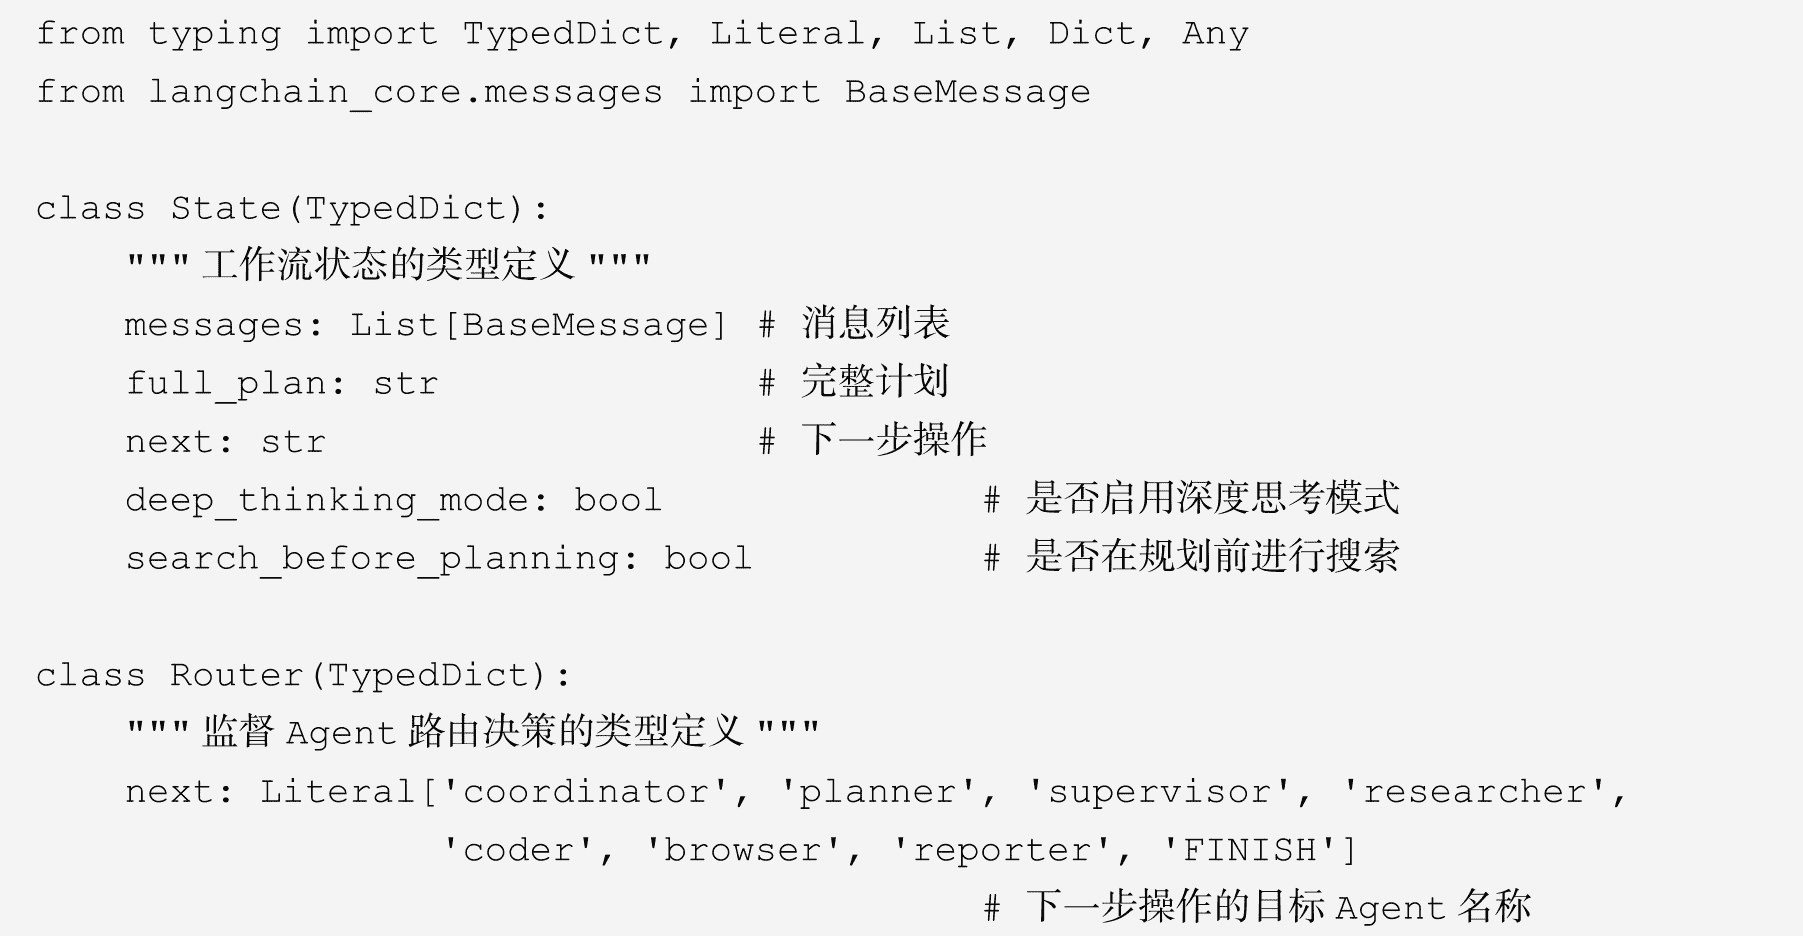 from typing import TypedDict, Literal, List, Dict, Any
from langchain_core.messages import BaseMessage

class State(TypedDict):
    """工作流状态的类型定义"""
    messages: List[BaseMessage] # 消息列表
    full_plan: str              # 完整计划
    next: str                   # 下一步操作
    deep_thinking_mode: bool              # 是否启用深度思考模式
    search_before_planning: bool          # 是否在规划前进行搜索

class Router(TypedDict):
    """监督 Agent 路由决策的类型定义"""
    next: Literal['coordinator', 'planner', 'supervisor', 'researcher',
                  'coder', 'browser', 'reporter', 'FINISH']
                                          # 下一步操作的目标 Agent 名称